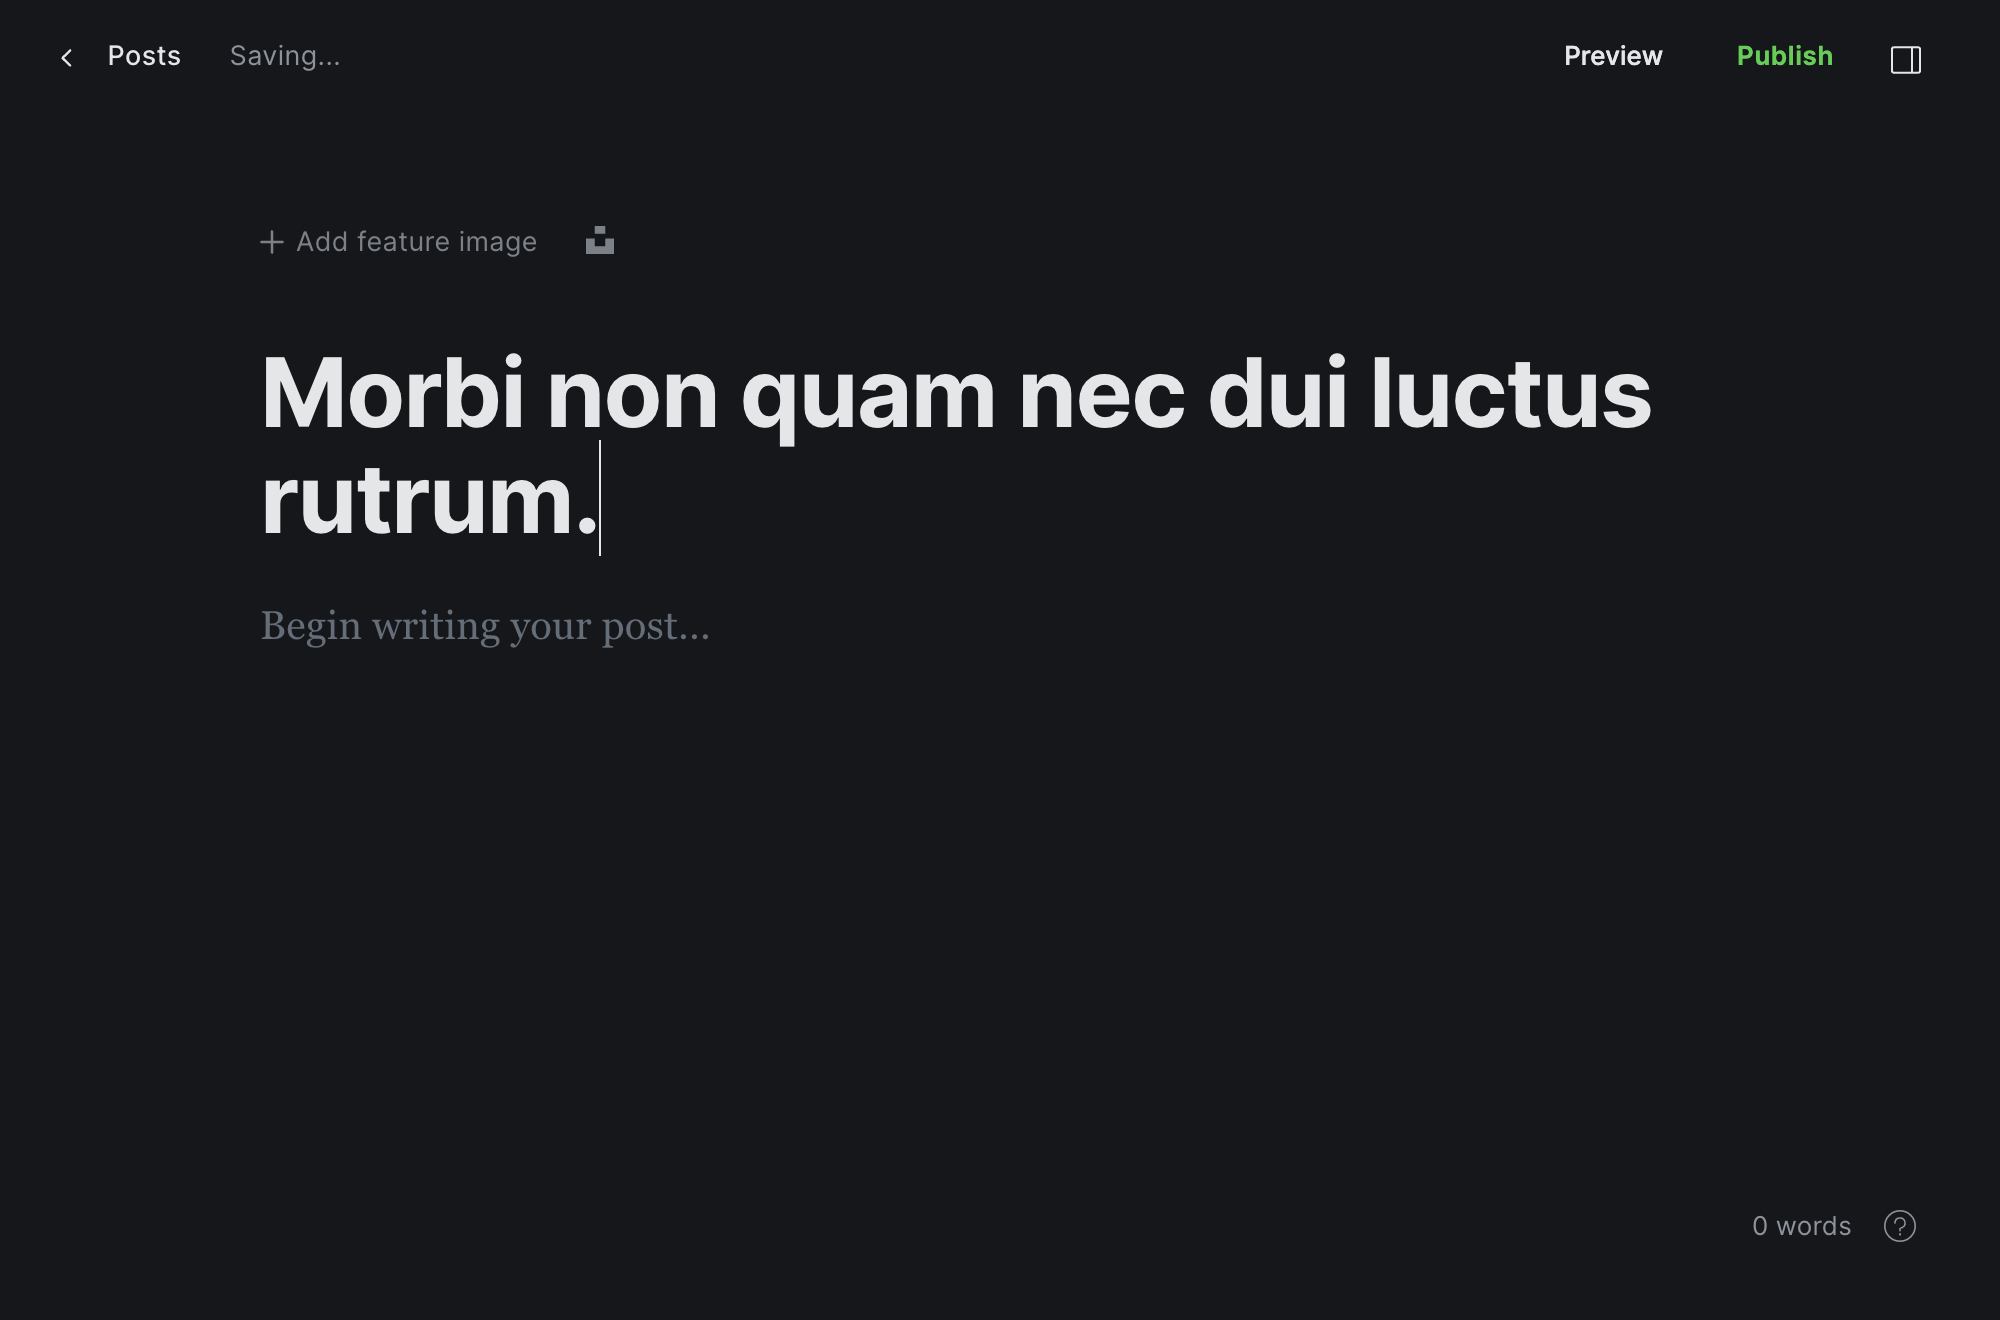 Posts
Saving...
Preview
Publish
Add feature image
Morbi non quam nec dui luctus
rutrum.
Begin writing your post...
0 words
?